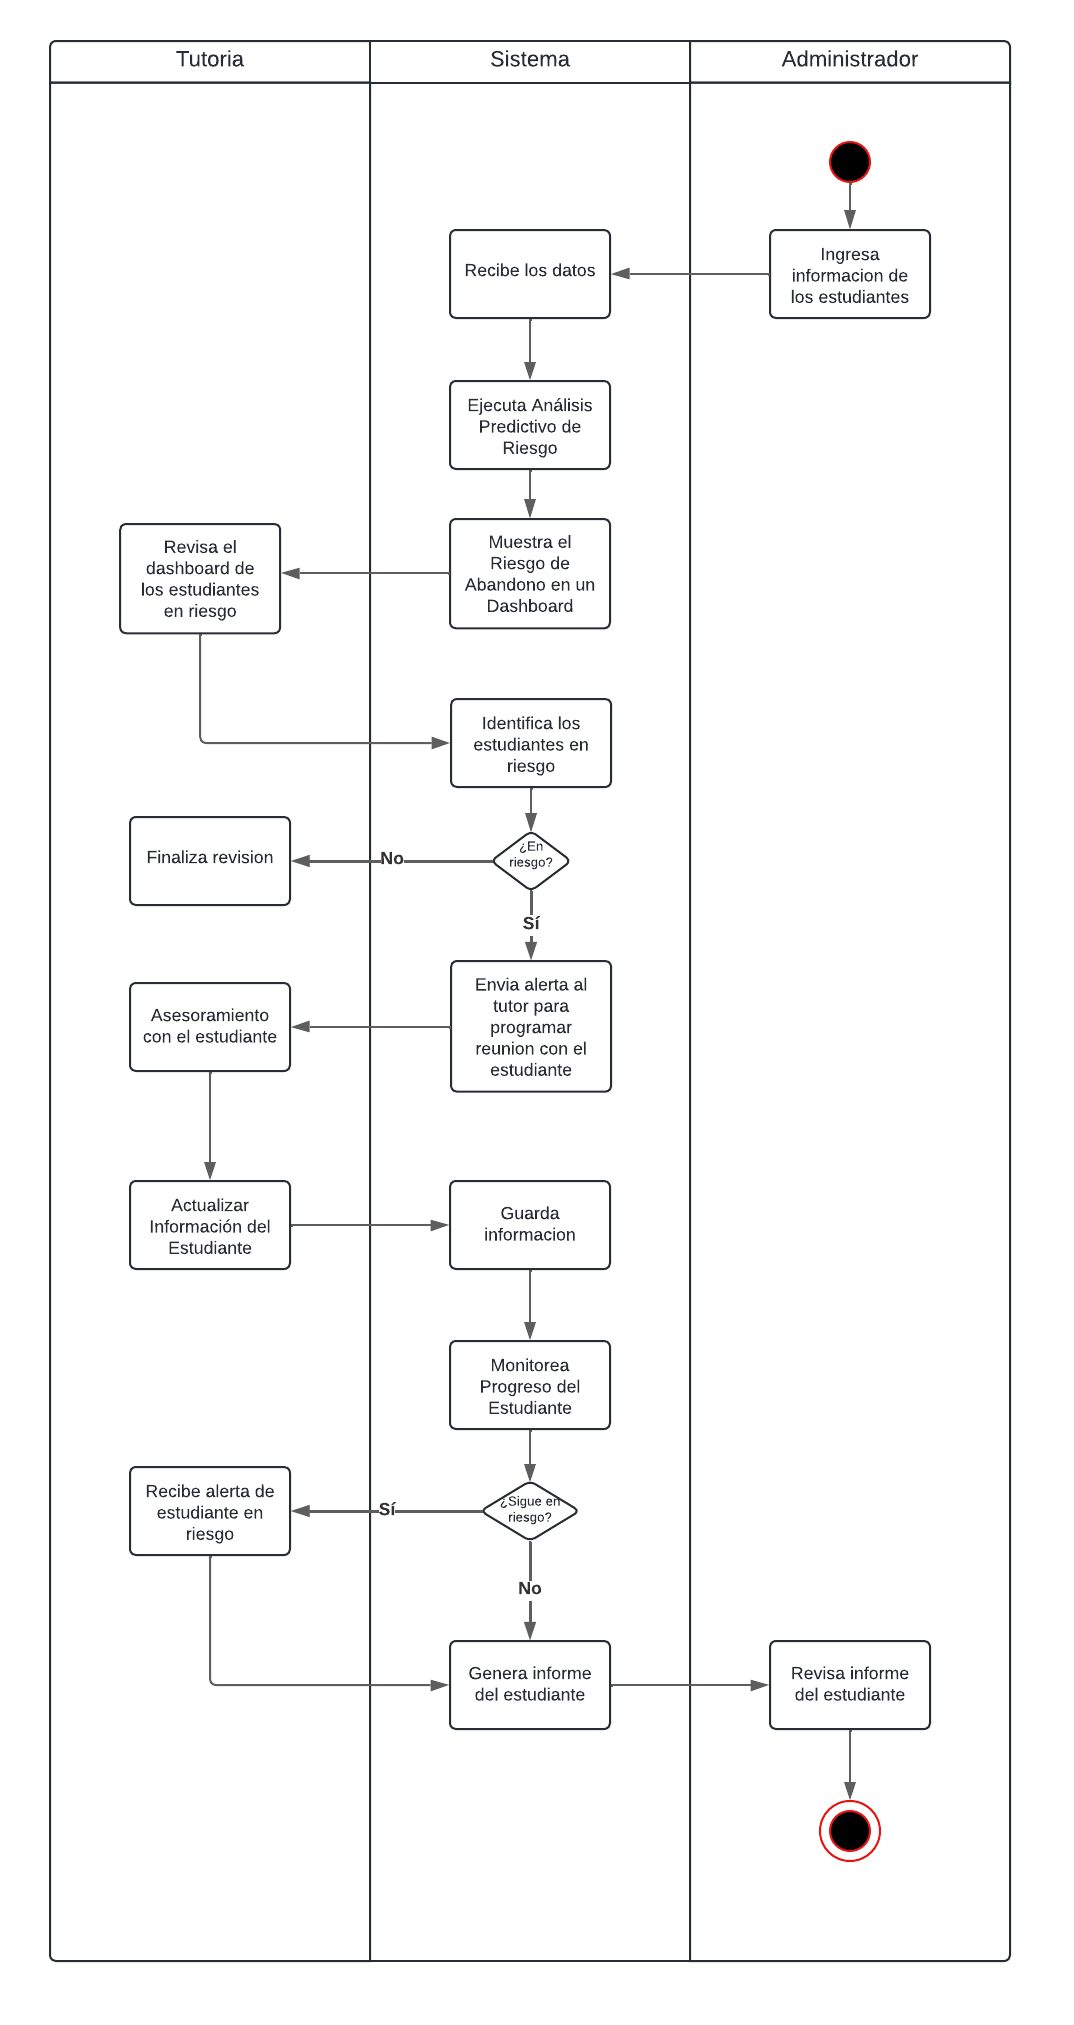 Tutoria
Sistema
Administrador
Ingresa
informacion de
los estudiantes
Recibe los datos
Ejecuta Análisis
Predictivo de
Riesgo
Muestra el
Riesgo de
Abandono en un
Dashboard
Revisa el
dashboard de
los estudiantes
en riesgo
Identifica los
estudiantes en
riesgo
¿En
riesgo?
No
Finaliza revision
Sí
Envia alerta al
tutor para
programar
reunion con el
estudiante
Asesoramiento
con el estudiante
Actualizar
Información del
Estudiante
Guarda
informacion
Monitorea
Progreso del
Estudiante
¿Sigue en
riesgo?
Sí
Recibe alerta de
estudiante en
riesgo
No
Genera informe
del estudiante
Revisa informe
del estudiante